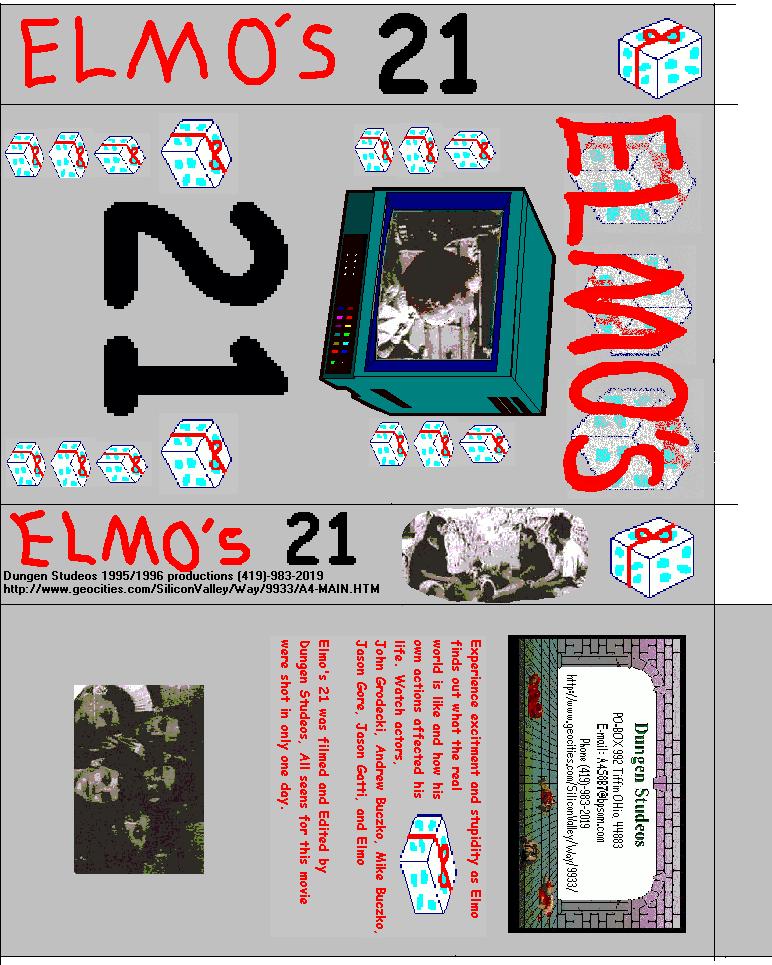 ELMO'S 21
ELMO'S
21
ELMO'S 21
Dungen Studeos 1995/1996 productions (419)-983-2019
http://www.geocities.com/SiliconValley/Way/9933/A4-MAIN.HTM
Dungen Studeos
PO-BOX 992 Tiffin OHio, 44883
E-mail: A45887@bpsom.com
Phone (419)-983-2019
http://www.geocities.com/SiliconValley/Way/9933/
Experience excitment and stupidity as Elmo
finds out what the real
world is like and how his
own actions affected his
life. Watch actors,
John Grodecki, Andrew Buczko, Mike Buczko,
Jason Gore, Jason Gatti, and Elmo
Elmo's 21 was filmed and Edited by
Dungen Studeos, All seens for this movie
were shot in only one day.